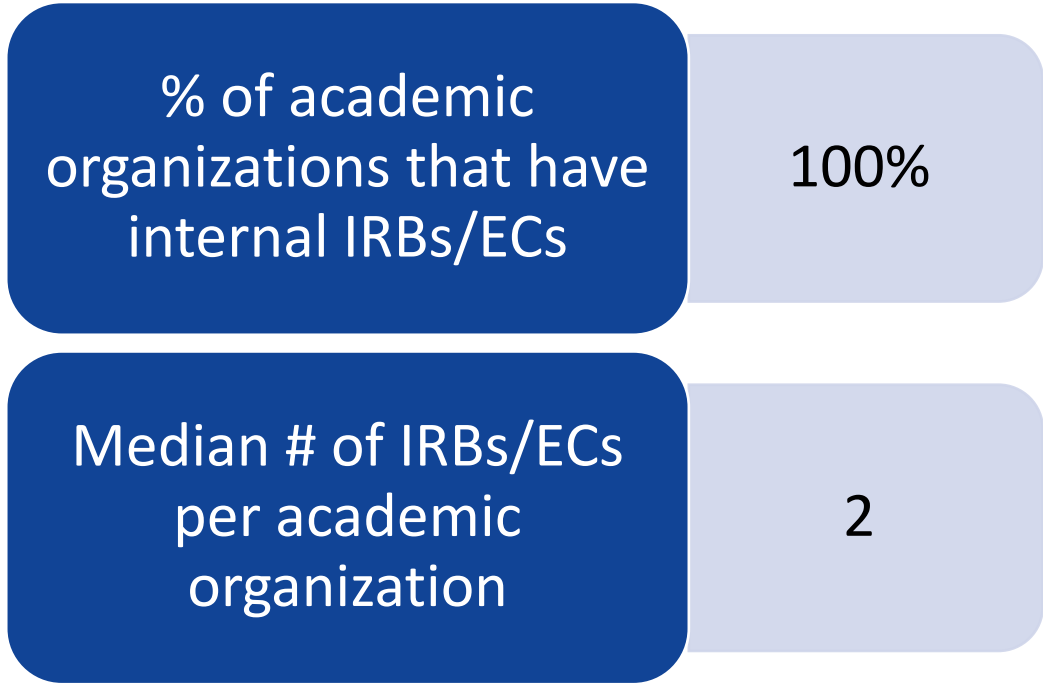 % of academic
organizations that have
internal IRBs/ECs
100%
Median # of IRBs/ECs
per academic
organization
2